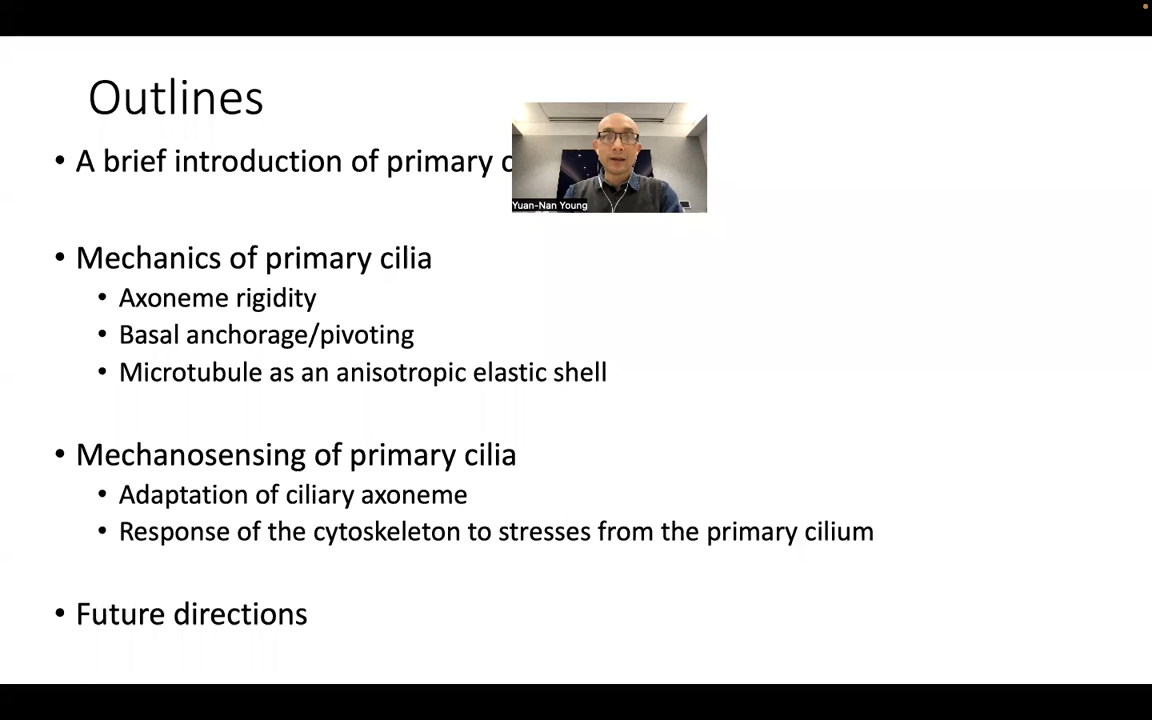 Outlines
• A brief introduction of primary c
Yuan-Nan Young
• Mechanics of primary cilia
• Axoneme rigidity
• Basal anchorage/pivoting
• Microtubule as an anisotropic elastic shell
• Mechanosensing of primary cilia
• Adaptation of ciliary axoneme
• Response of the cytoskeleton to stresses from the primary cilium
• Future directions